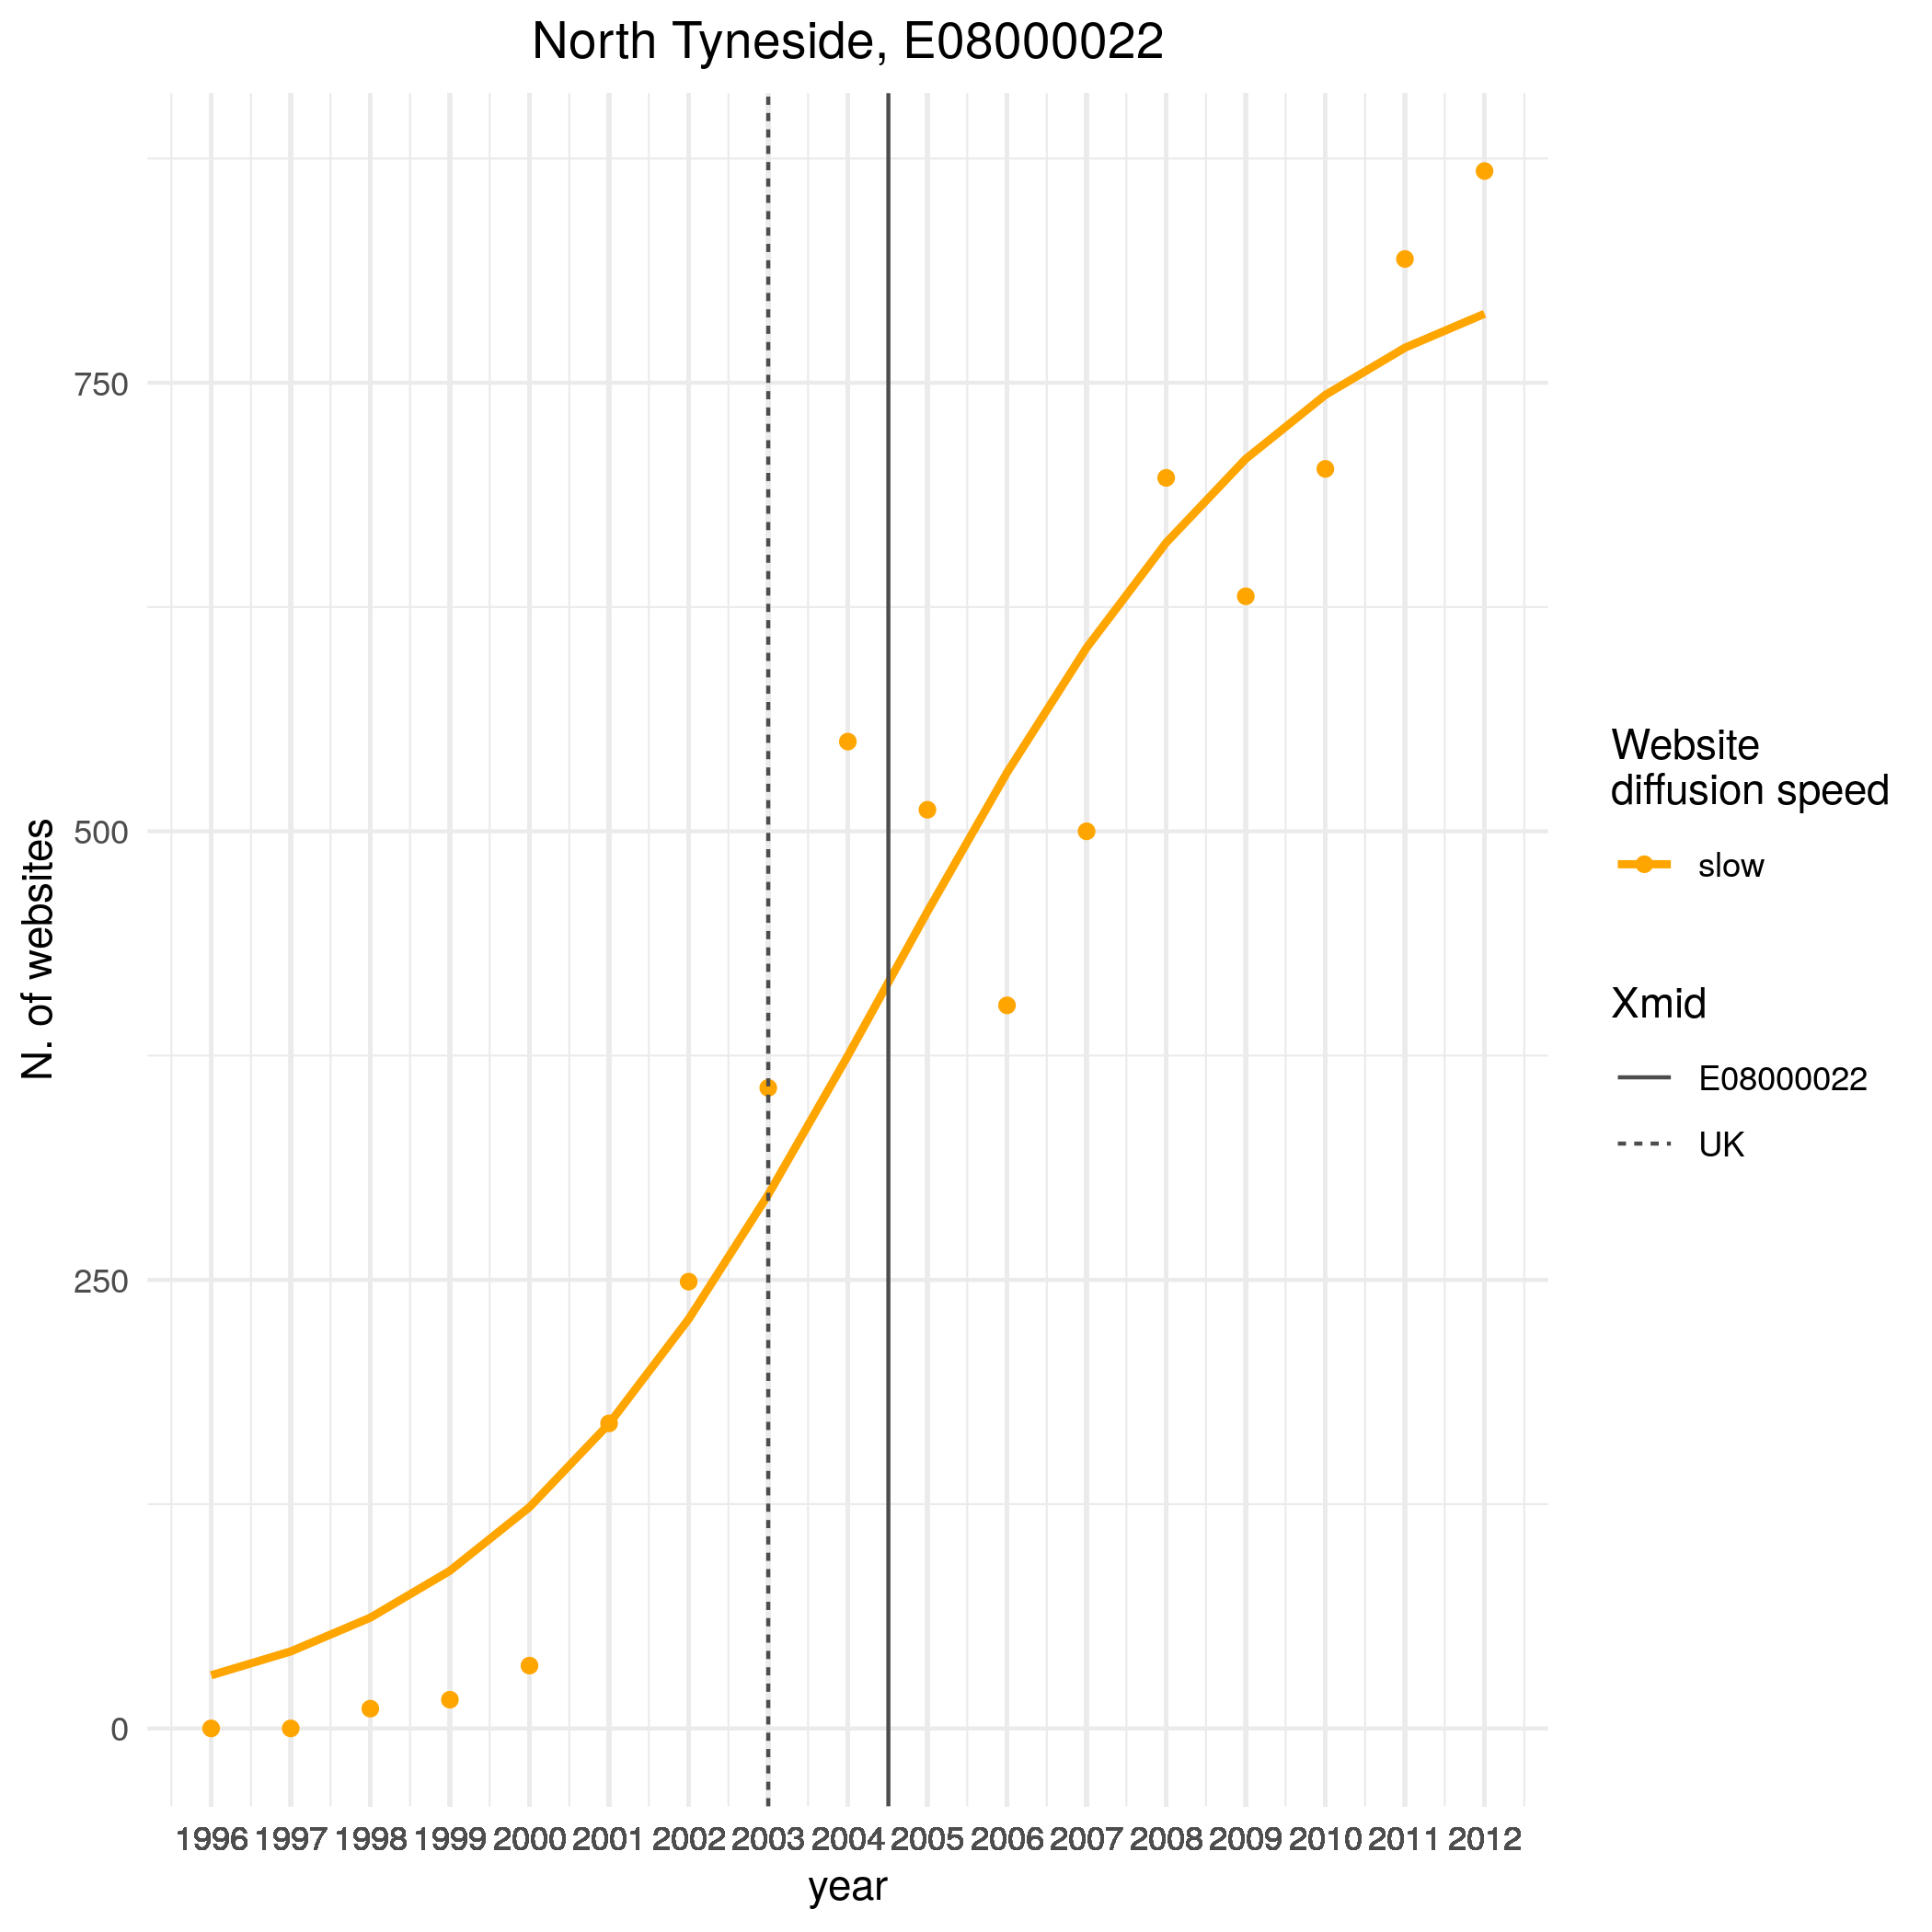 North Tyneside, E08000022
N. of websites
750
500
250
0
1996 1997 1998 1999 2000 2001 2002 2003 2004 2005 2006 2007 2008 2009 2010 2011 2012
year
Website
diffusion speed
slow
Xmid
E08000022
UK